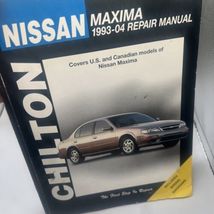 NISSAN
MAXIMA
1993-04 REPAIR MANUAL
Covers U.S. and Canadian models of
Nissan Maxima
CHILTON